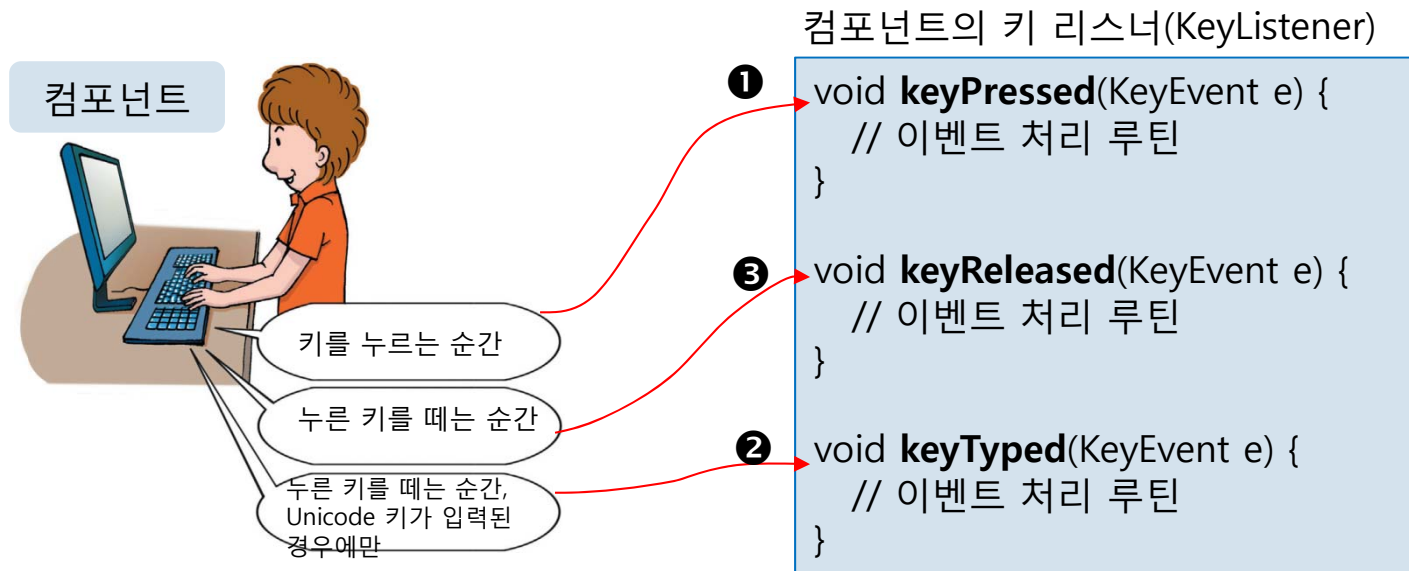 컴포넌트의 키 리스너(KeyListener)
컴포넌트
키를 누르는 순간
누른 키를 떼는 순간
누른 키를 떼는 순간,
Unicode 키가 입력된
경우에만
❶
void keyPressed(KeyEvent e) {
// 이벤트 처리 루틴
}
❸
void keyReleased(KeyEvent e) {
// 이벤트 처리 루틴
}
❷
void keyTyped(KeyEvent e) {
// 이벤트 처리 루틴
}